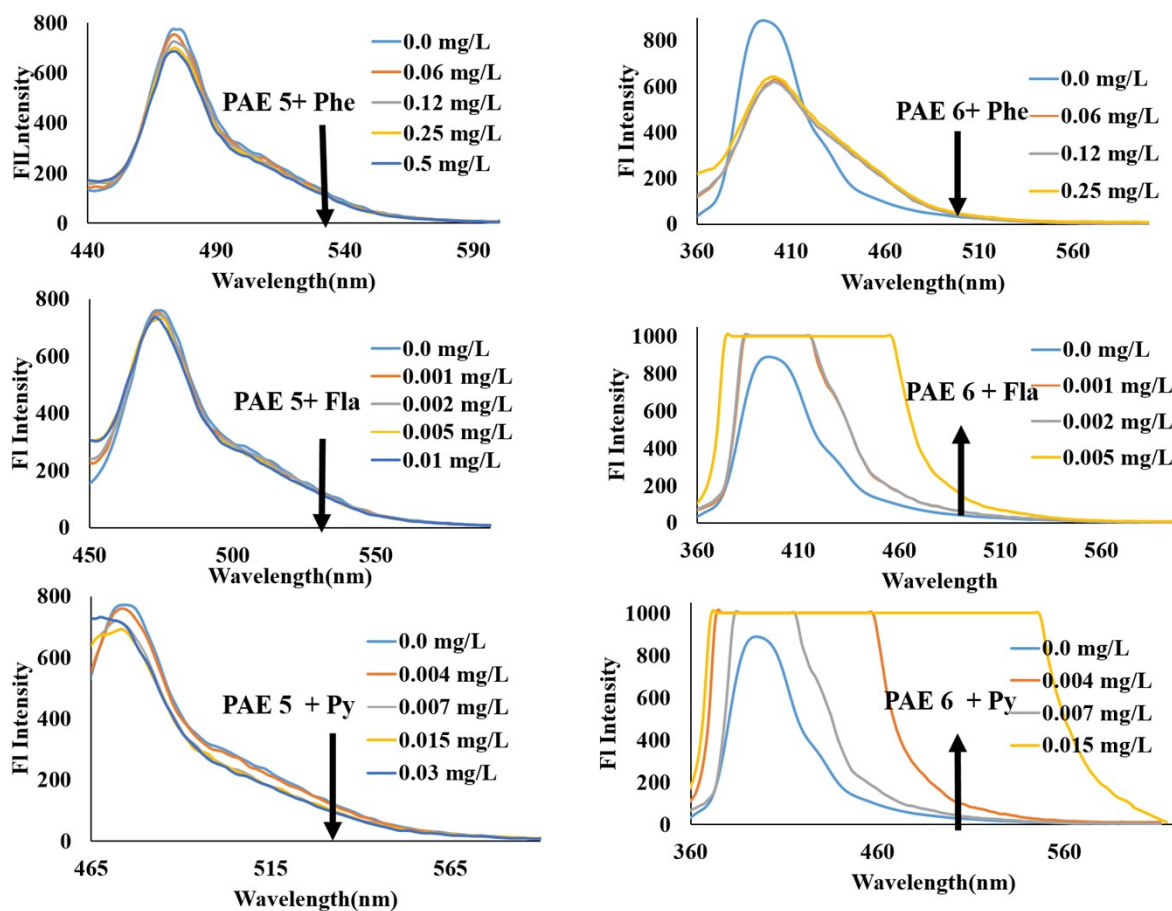 800
600
400
200
0
FlLntensity
440
490
540
590
Wavelength(nm)
PAE 5+ Phe
0.0 mg/L
0.06 mg/L
0.12 mg/L
0.25 mg/L
0.5 mg/L
800
600
400
200
0
Fl Intensity
360
410
460
510
560
Wavelength(nm)
PAE 6+ Phe
0.0 mg/L
0.06 mg/L
0.12 mg/L
0.25 mg/L
800
600
400
200
0
Fl Intensity
450
500
550
Wavelength(nm)
PAE 5+ Fla
0.0 mg/L
0.001 mg/L
0.002 mg/L
0.005 mg/L
0.01 mg/L
1000
800
600
400
200
0
Fl Intensity
360
410
460
510
560
Wavelength
PAE 6 + Fla
0.0 mg/L
0.001 mg/L
0.002 mg/L
0.005 mg/L
800
600
400
200
0
Fl Intensity
465
515
565
Wavelength(nm)
PAE 5 + Py
0.0 mg/L
0.004 mg/L
0.007 mg/L
0.015 mg/L
0.03 mg/L
1000
800
600
400
200
0
Fl Intensity
360
460
560
Wavelength(nm)
PAE 6 + Py
0.0 mg/L
0.004 mg/L
0.007 mg/L
0.015 mg/L